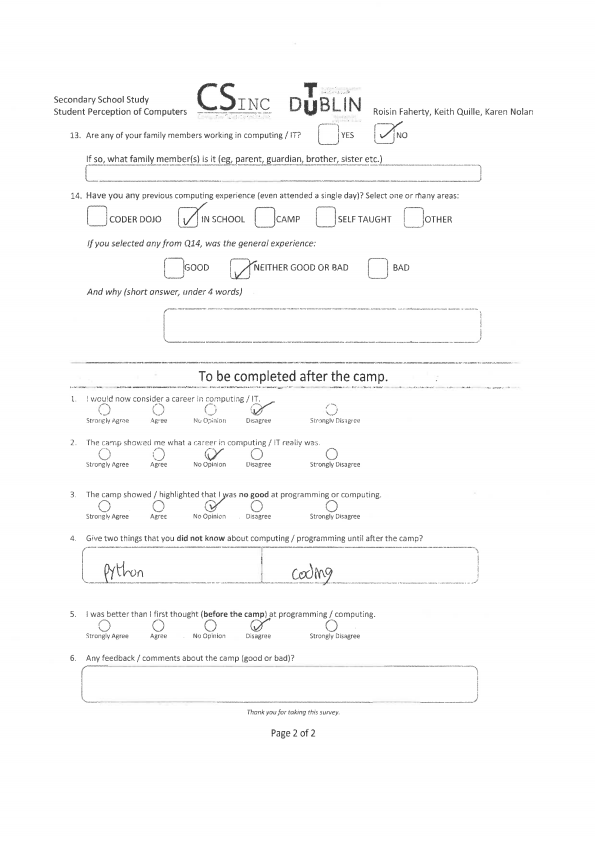 Secondary School Study
Student Perception of Computers
CSINC
DTUBLIN
Roisin Faherty, Keith Quille, Karen Nolan
13. Are any of your family members working in computing / IT? YES NO
If so, what family member(s) is it (eg, parent, guardian, brother, sister etc.)
14. Have you any previous computing experience (even attended a single day)? Select one or many areas:
CODER DOJO IN SCHOOL CAMP SELF TAUGHT OTHER
If you selected any from Q14, was the general experience:
GOOD NEITHER GOOD OR BAD BAD
And why (short answer, under 4 words)
To be completed after the camp.
1. I would now consider a career in computing / IT.
Strongly Agree Agree No Opinion Disagree Strongly Disagree
2. The camp showed me what a career in computing / IT really was.
Strongly Agree Agree No Opinion Disagree Strongly Disagree
3. The camp showed / highlighted that I was no good at programming or computing.
Strongly Agree Agree No Opinion Disagree Strongly Disagree
4. Give two things that you did not know about computing / programming until after the camp?
Python coding
5. I was better than I first thought (before the camp) at programming / computing.
Strongly Agree Agree No Opinion Disagree Strongly Disagree
6. Any feedback / comments about the camp (good or bad)?
Thank you for taking this survey.
Page 2 of 2